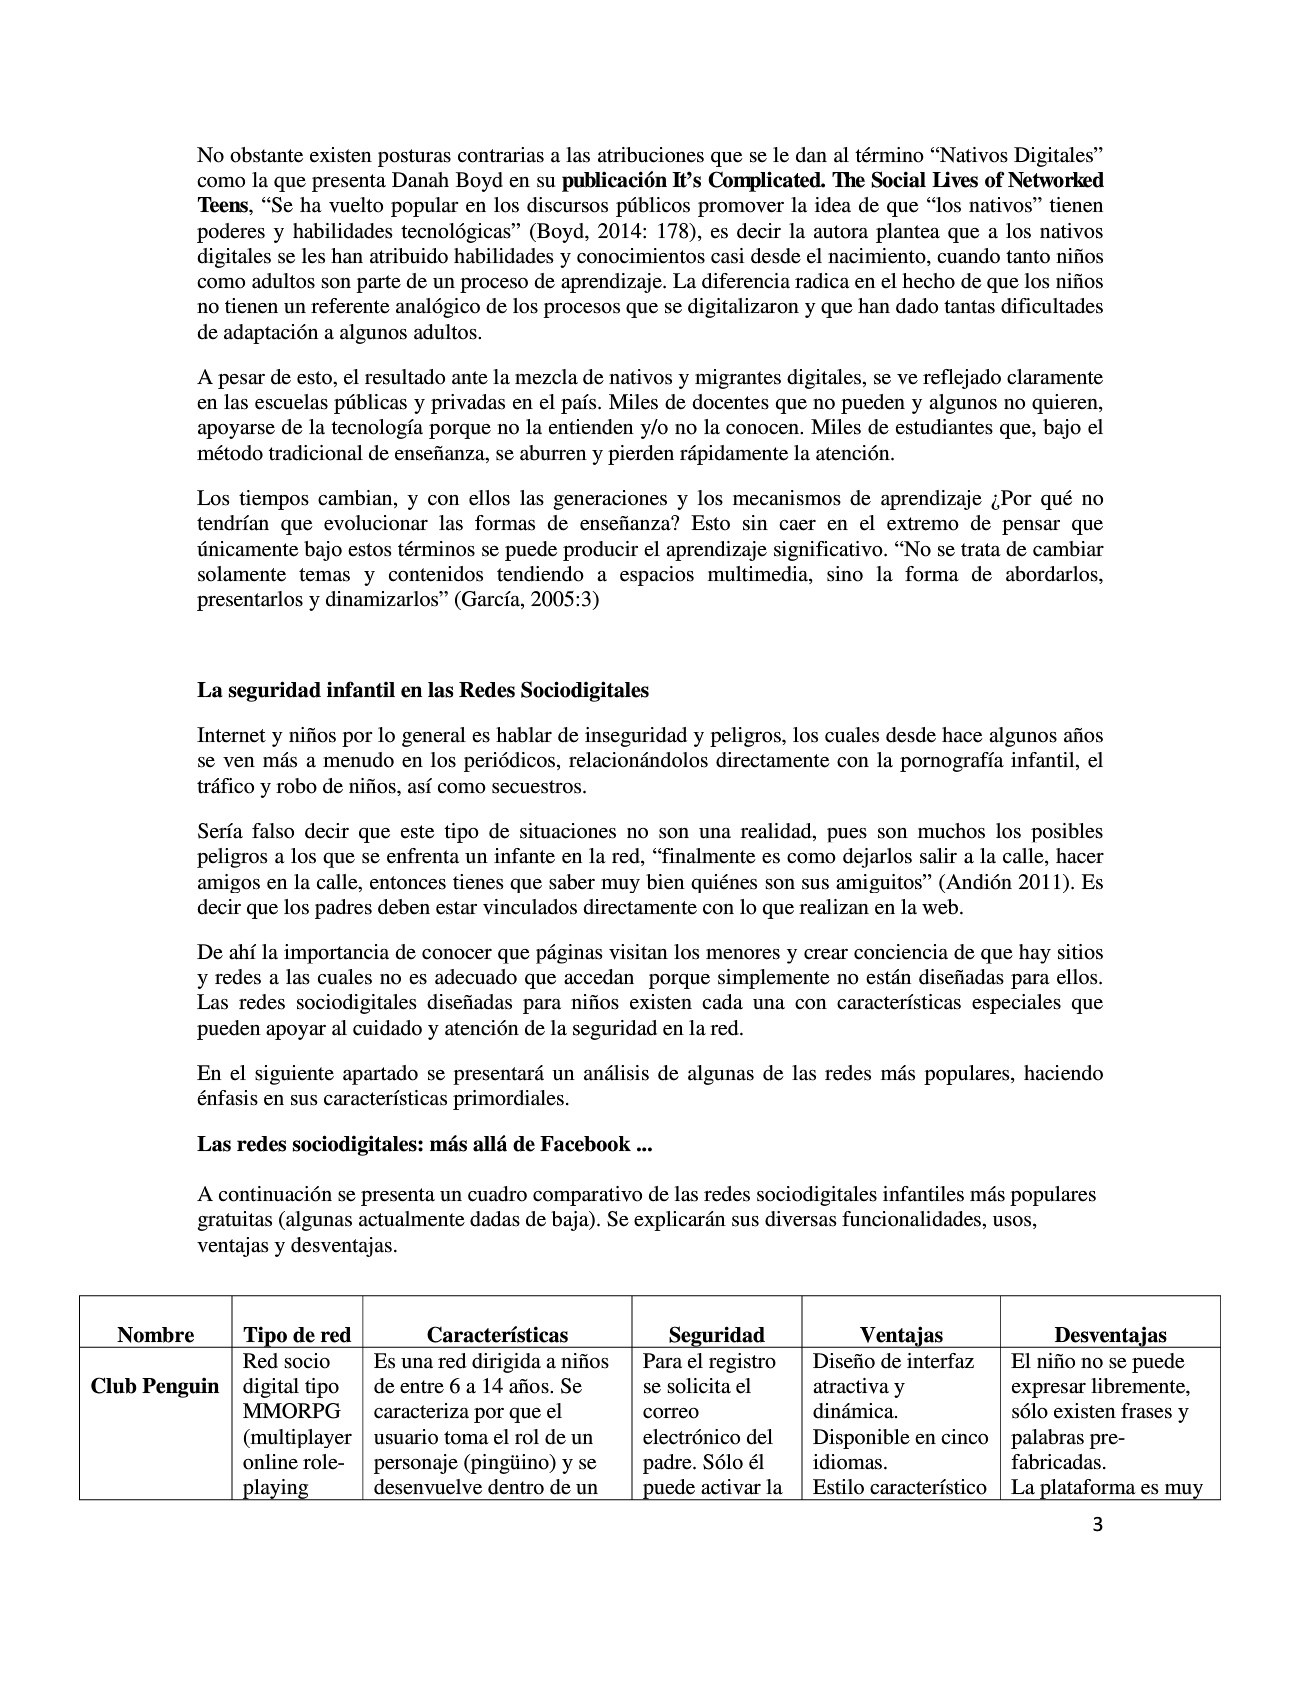 No obstante existen posturas contrarias a las atribuciones que se le dan al término “Nativos Digitales”
como la que presenta Danah Boyd en su publicación It’s Complicated. The Social Lives of Networked
Teens, “Se ha vuelto popular en los discursos públicos promover la idea de que “los nativos” tienen
poderes y habilidades tecnológicas” (Boyd, 2014: 178), es decir la autora plantea que a los nativos
digitales se les han atribuido habilidades y conocimientos casi desde el nacimiento, cuando tanto niños
como adultos son parte de un proceso de aprendizaje. La diferencia radica en el hecho de que los niños
no tienen un referente analógico de los procesos que se digitalizaron y que han dado tantas dificultades
de adaptación a algunos adultos.
A pesar de esto, el resultado ante la mezcla de nativos y migrantes digitales, se ve reflejado claramente
en las escuelas públicas y privadas en el país. Miles de docentes que no pueden y algunos no quieren,
apoyarse de la tecnología porque no la entienden y/o no la conocen. Miles de estudiantes que, bajo el
método tradicional de enseñanza, se aburren y pierden rápidamente la atención.
Los tiempos cambian, y con ellos las generaciones y los mecanismos de aprendizaje ¿Por qué no
tendrían que evolucionar las formas de enseñanza? Esto sin caer en el extremo de pensar que
únicamente bajo estos términos se puede producir el aprendizaje significativo. “No se trata de cambiar
solamente temas y contenidos tendiendo a espacios multimedia, sino la forma de abordarlos,
presentarlos y dinamizarlos” (García, 2005:3)
La seguridad infantil en las Redes Sociodigitales
Internet y niños por lo general es hablar de inseguridad y peligros, los cuales desde hace algunos años
se ven más a menudo en los periódicos, relacionándolos directamente con la pornografía infantil, el
tráfico y robo de niños, así como secuestros.
Sería falso decir que este tipo de situaciones no son una realidad, pues son muchos los posibles
peligros a los que se enfrenta un infante en la red, “finalmente es como dejarlos salir a la calle, hacer
amigos en la calle, entonces tienes que saber muy bien quiénes son sus amiguitos” (Andión 2011). Es
decir que los padres deben estar vinculados directamente con lo que realizan en la web.
De ahí la importancia de conocer que páginas visitan los menores y crear conciencia de que hay sitios
y redes a las cuales no es adecuado que accedan  porque simplemente no están diseñadas para ellos.
Las redes sociodigitales diseñadas para niños existen cada una con características especiales que
pueden apoyar al cuidado y atención de la seguridad en la red.
En el siguiente apartado se presentará un análisis de algunas de las redes más populares, haciendo
énfasis en sus características primordiales.
Las redes sociodigitales: más allá de Facebook ...
A continuación se presenta un cuadro comparativo de las redes sociodigitales infantiles más populares
gratuitas (algunas actualmente dadas de baja). Se explicarán sus diversas funcionalidades, usos,
ventajas y desventajas.
Nombre
Tipo de red
Características
Seguridad
Ventajas
Desventajas
Club Penguin
Red socio
digital tipo
MMORPG
(multiplayer
online role-
playing
Es una red dirigida a niños
de entre 6 a 14 años. Se
caracteriza por que el
usuario toma el rol de un
personaje (pingüino) y se
desenvuelve dentro de un
Para el registro
se solicita el
correo
electrónico del
padre. Sólo él
puede activar la
Diseño de interfaz
atractiva y
dinámica.
Disponible en cinco
idiomas.
Estilo característico
El niño no se puede
expresar libremente,
sólo existen frases y
palabras pre-
fabricadas.
La plataforma es muy
3